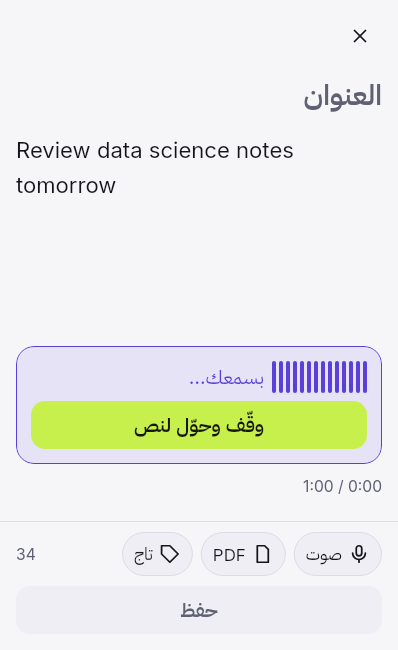 العنوان
Review data science notes
tomorrow
بسمعك...
وقّف وحوّل لنص
0:00 / 1:00
صوت
PDF
تاج
34
حفظ